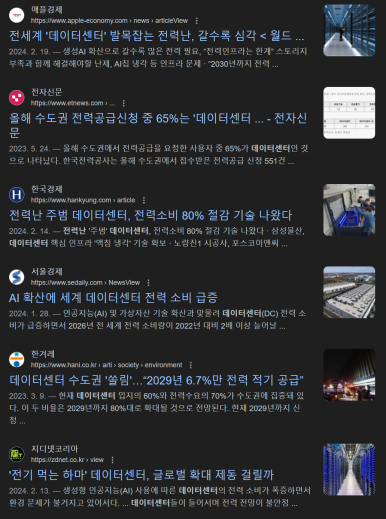 매플경제
https://www.apple-economy.com › news › articleView
전세계 '데이터센터' 발목잡는 전력난, 갈수록 심각 < 월드 ...
2024. 2. 19. — 생성AI 확산으로 갈수록 많은 전력 필요, "전력인프라는 한계" 스토리지
부족과 함께 해결해야할 난제, AI칩 냉각 등 인프라 문제 · "2030년까지 전력 ...
전자신문
https://www.etnews.com › ...
올해 수도권 전력공급신청 중 65%는 '데이터센터 ... - 전자신
문
2023. 5. 24. — 올해 수도권에서 전력공급을 요청한 사용자 중 65%가 데이터센터인 것
으로 나타났다. 한국전력공사는 올해 수도권에서 접수받은 전력공급 신청 551건 ...
한국경제
https://www.hankyung.com › article
전력난 주범 데이터센터, 전력소비 80% 절감 기술 나왔다
2024. 2. 14. — 전력난 '주범' 데이터센터, 전력소비 80% 절감 기술 나왔다 · 삼성물산,
데이터센터 핵심 인프라 "액침 냉각" 기술 확보 · 노량진1 시공사, 포스코이앤씨 ...
서울경제
https://www.sedaily.com › NewsView
AI 확산에 세계 데이터센터 전력 소비 급증
2024. 1. 28. — 인공지능(AI) 및 가상자산 기술 확산과 맞물려 데이터센터(DC) 전력 소
비가 급증하면서 2026년 전 세계 전력 소비량이 2022년 대비 2배 이상 늘어날 ...
한겨레
https://www.hani.co.kr › arti › society › environment
데이터센터 수도권 '쏠림'…"2029년 6.7%만 전력 적기 공급"
2023. 3. 9. — 현재 데이터센터 입지의 60%와 전력수요의 70%가 수도권에 집중돼 있
다. 이 두 비율은 2029년까지 80%대로 확대될 것으로 전망된다. 현재 2029년까지 신
청 ...
지디넷코리아
https://zdnet.co.kr › view
'전기 먹는 하마' 데이터센터, 글로벌 확대 제동 걸릴까
2024. 2. 13. — 생성형 인공지능(AI) 사용에 따른 데이터센터의 전력 소비가 폭증하면서
환경 문제가 불거지고 있어서다. ... 데이터센터들이 들어서며 전력 전망이 불안정 ...